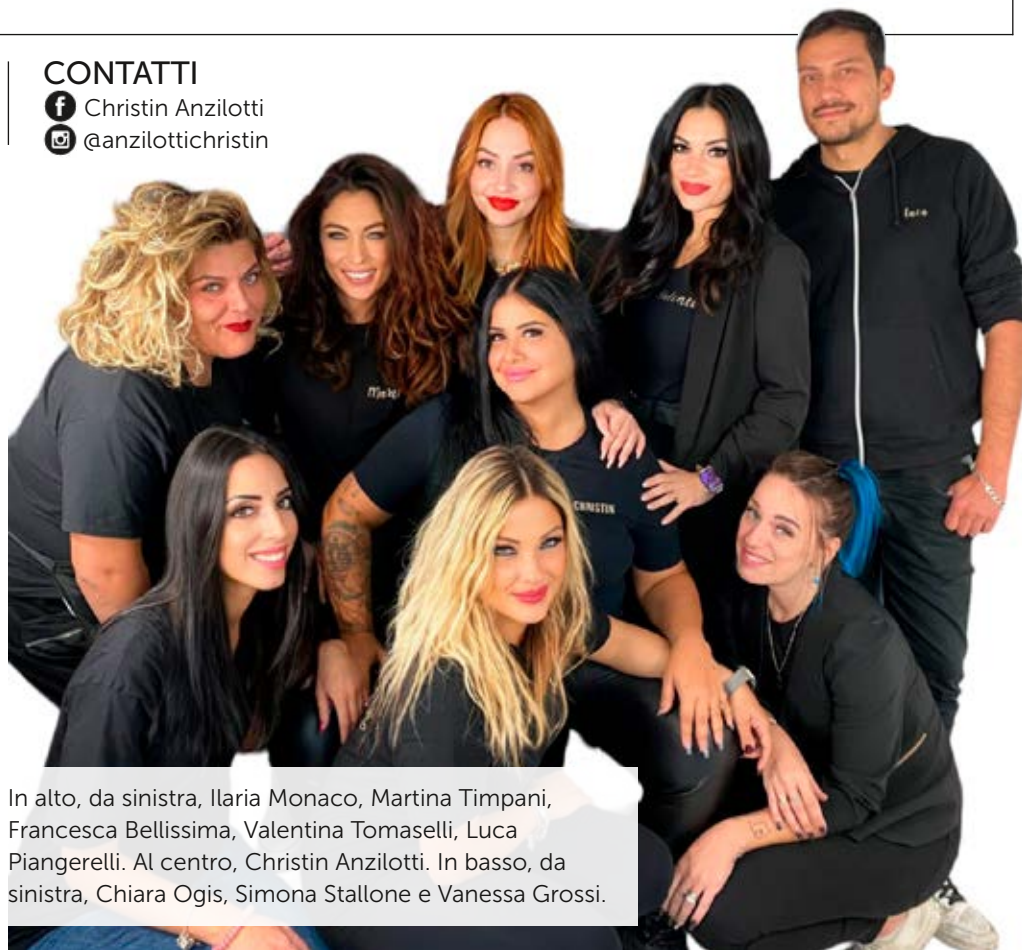 CONTATTI
Christin Anzilotti
@anzilottichristin
CHRISTIN
In alto, da sinistra, Ilaria Monaco, Martina Timpani,
Francesca Bellissima, Valentina Tomaselli, Luca
Piangerelli. Al centro, Christin Anzilotti. In basso, da
sinistra, Chiara Ogis, Simona Stallone e Vanessa Grossi.